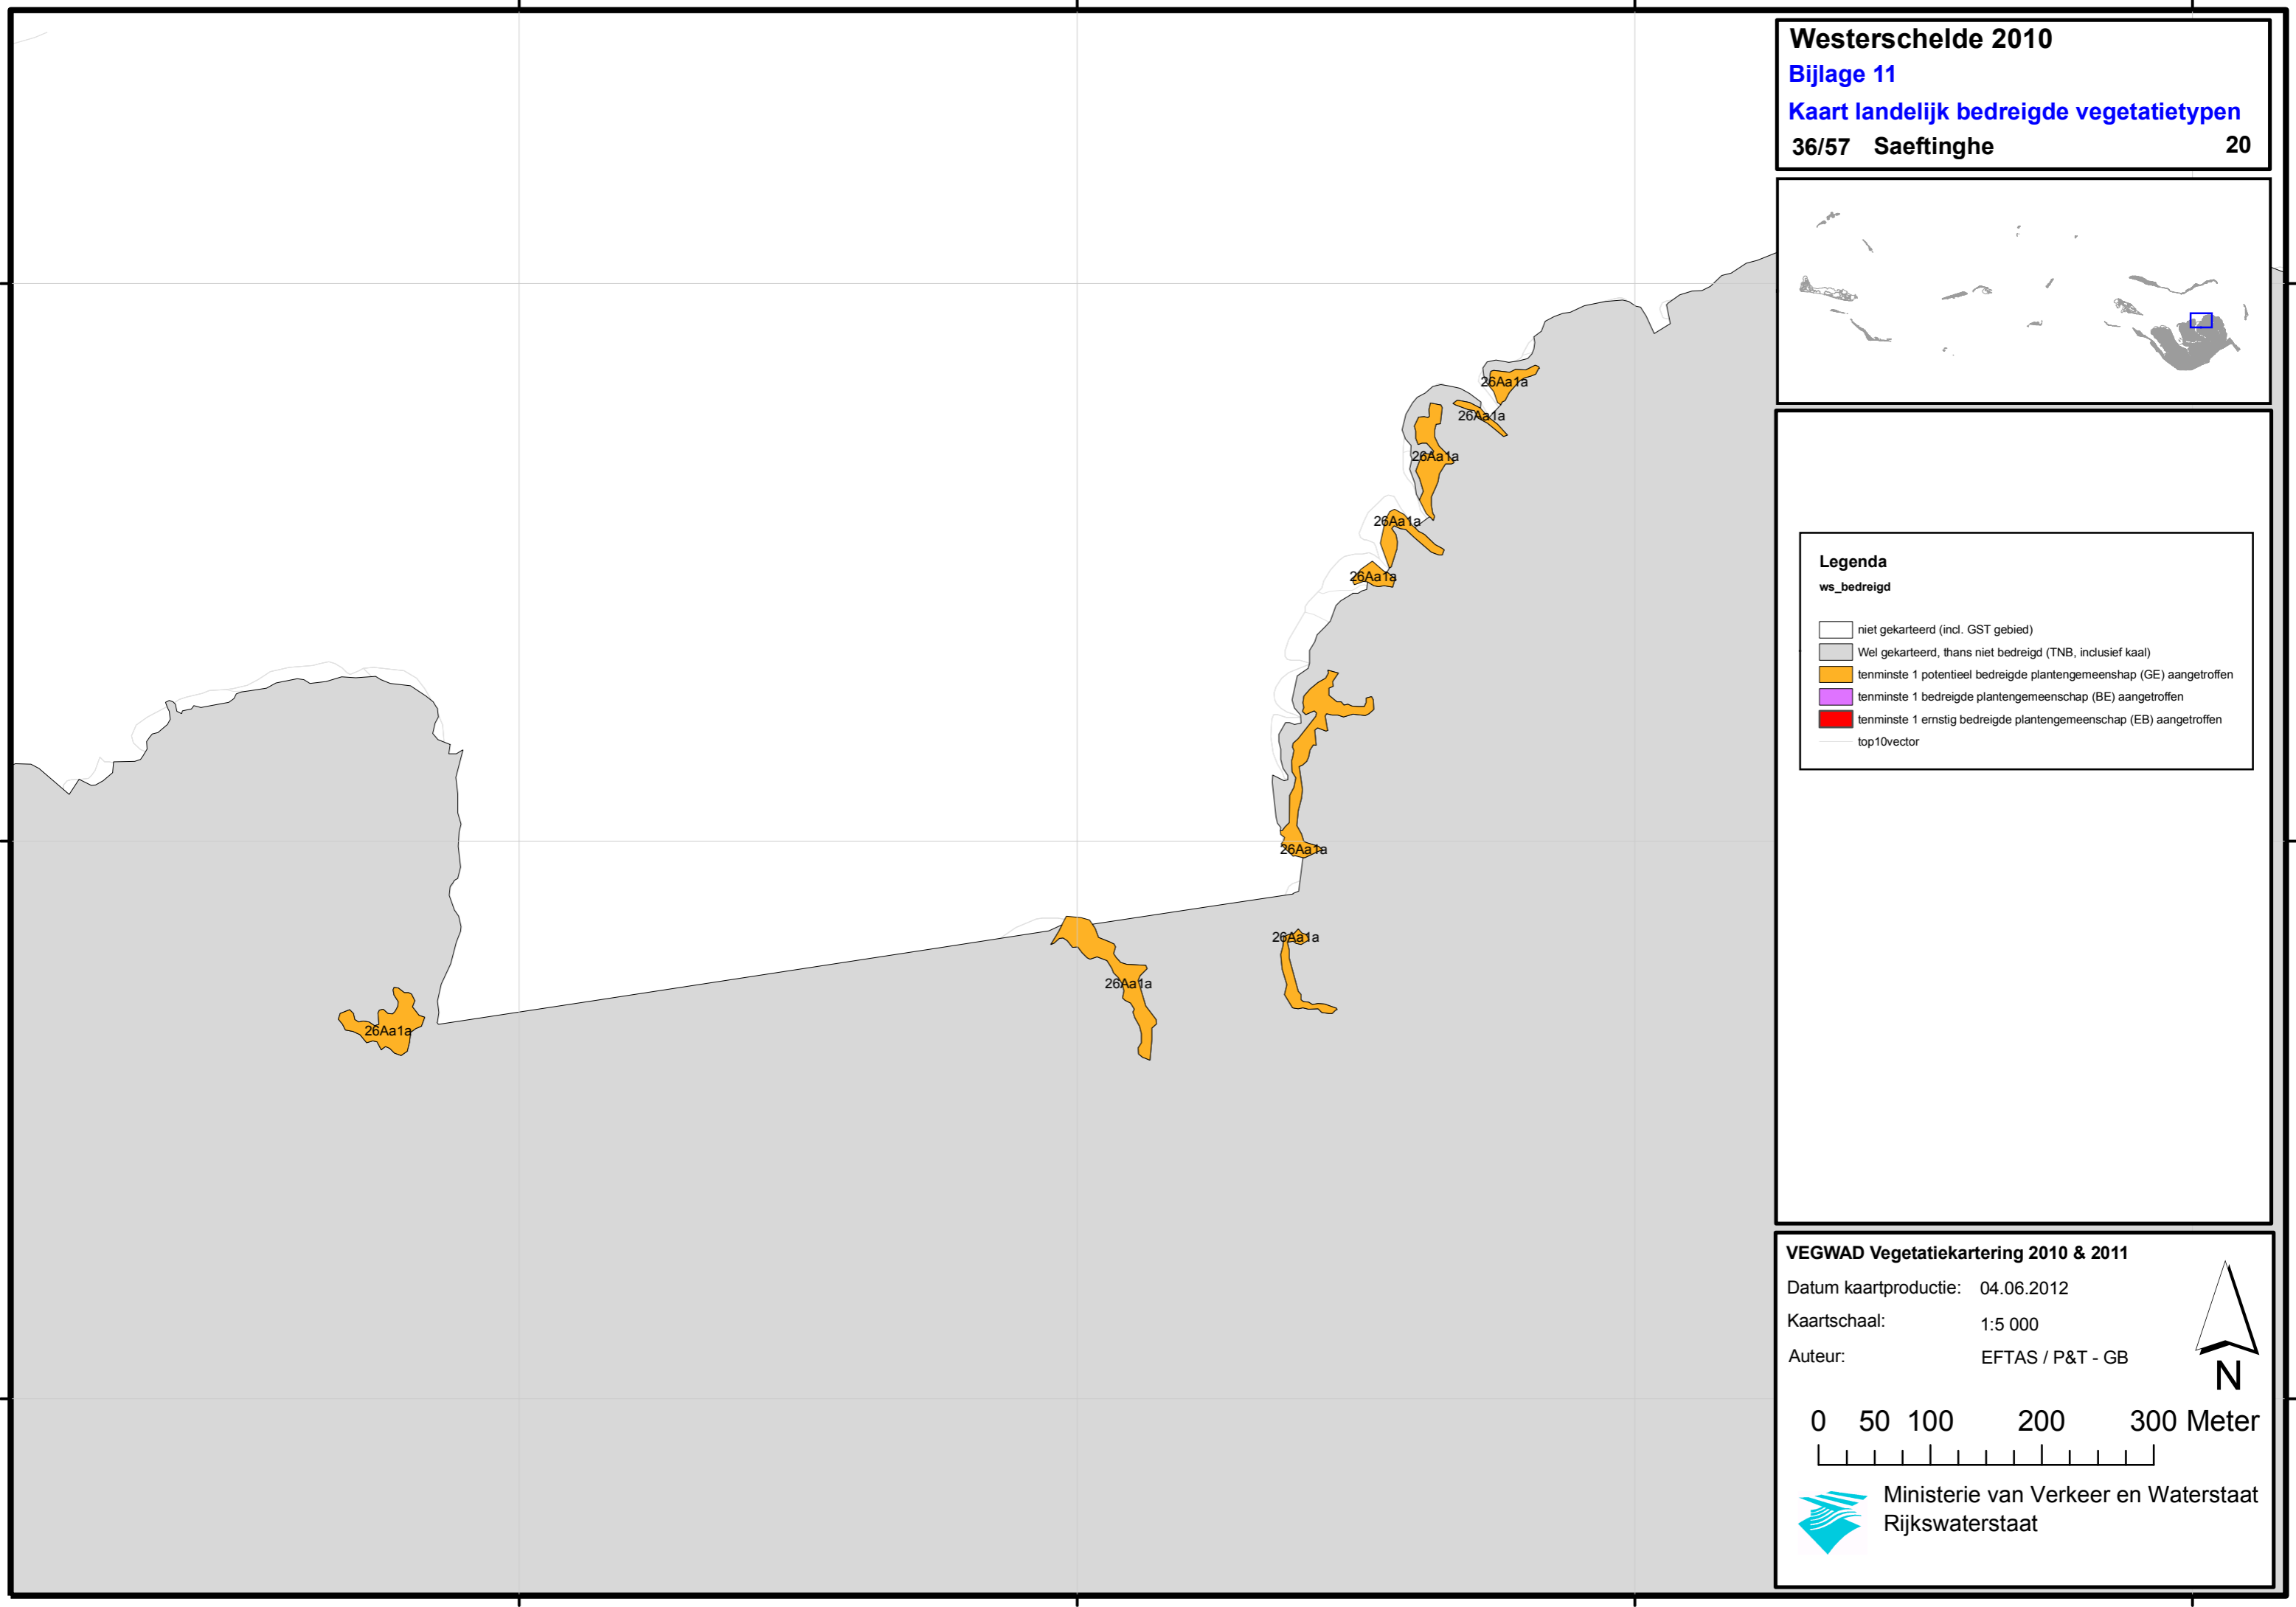 Westerschelde 2010
Bijlage 11
Kaart landelijk bedreigde vegetatietypen
36/57 Saeftinghe 20
26Aa1a
26Aa1a
26Aa1a
26Aa1a
26Aa1a
26Aa1a
26Aa1a
26Aa1a
26Aa1a
Legenda
ws_bedreigd
niet gekarteerd (incl. GST gebied)
Wel gekarteerd, thans niet bedreigd (TNB, inclusief kaal)
tenminste 1 potentieel bedreigde plantengemeenshap (GE) aangetroffen
tenminste 1 bedreigde plantengemeenschap (BE) aangetroffen
tenminste 1 ernstig bedreigde plantengemeenschap (EB) aangetroffen
top10vector
VEGWAD Vegetatiekartering 2010 & 2011
Datum kaartproductie: 04.06.2012
Kaartschaal: 1:5 000
Auteur: EFTAS / P&T - GB
N
0 50 100 200 300 Meter
Ministerie van Verkeer en Waterstaat
Rijkswaterstaat